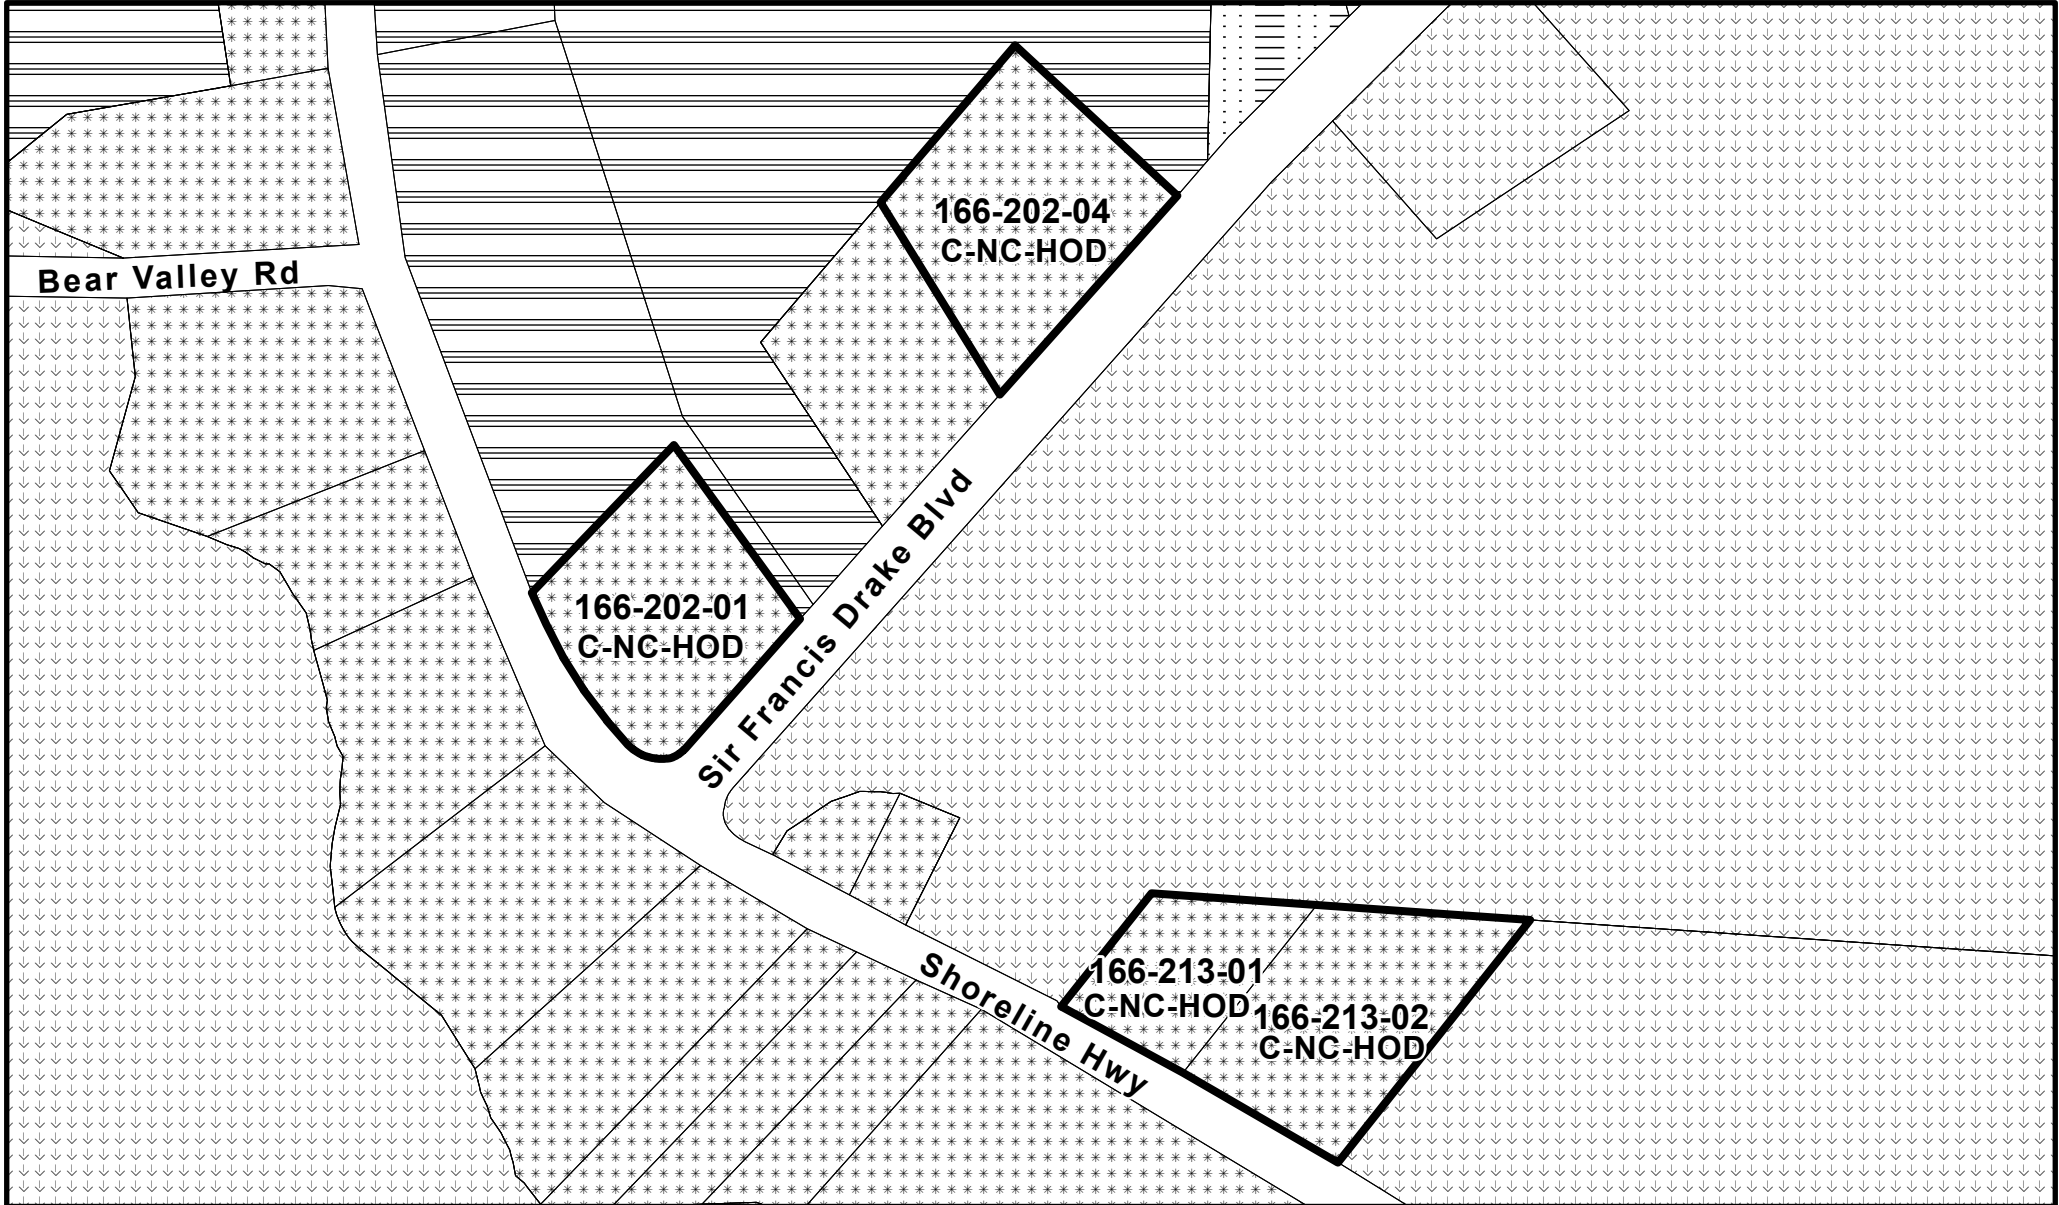 166-202-04
C-NC-HOD
Bear Valley Rd
Sir Francis Drake Blvd
166-202-01
C-NC-HOD
Shoreline Hwy
166-213-01
C-NC-HOD
166-213-02
C-NC-HOD